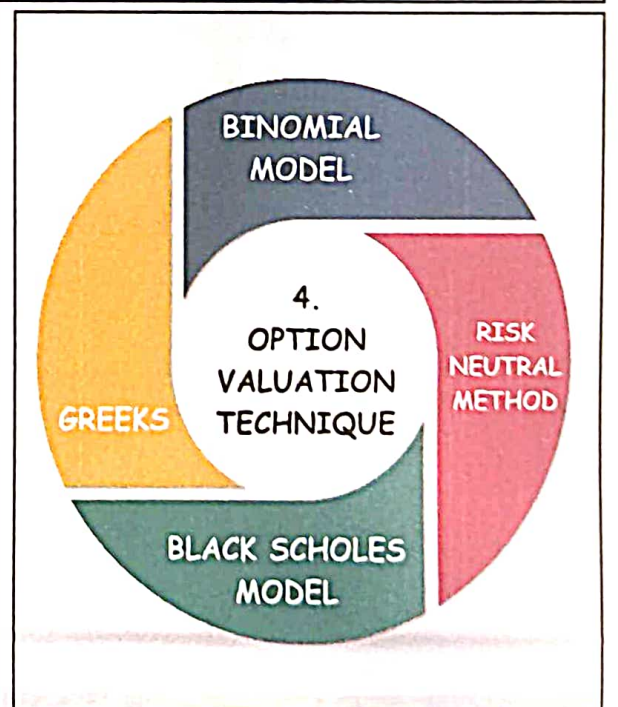 BINOMIAL
MODEL
RISK
NEUTRAL
METHOD
4.
OPTION
VALUATION
TECHNIQUE
GREEKS
BLACK SCHOLES
MODEL